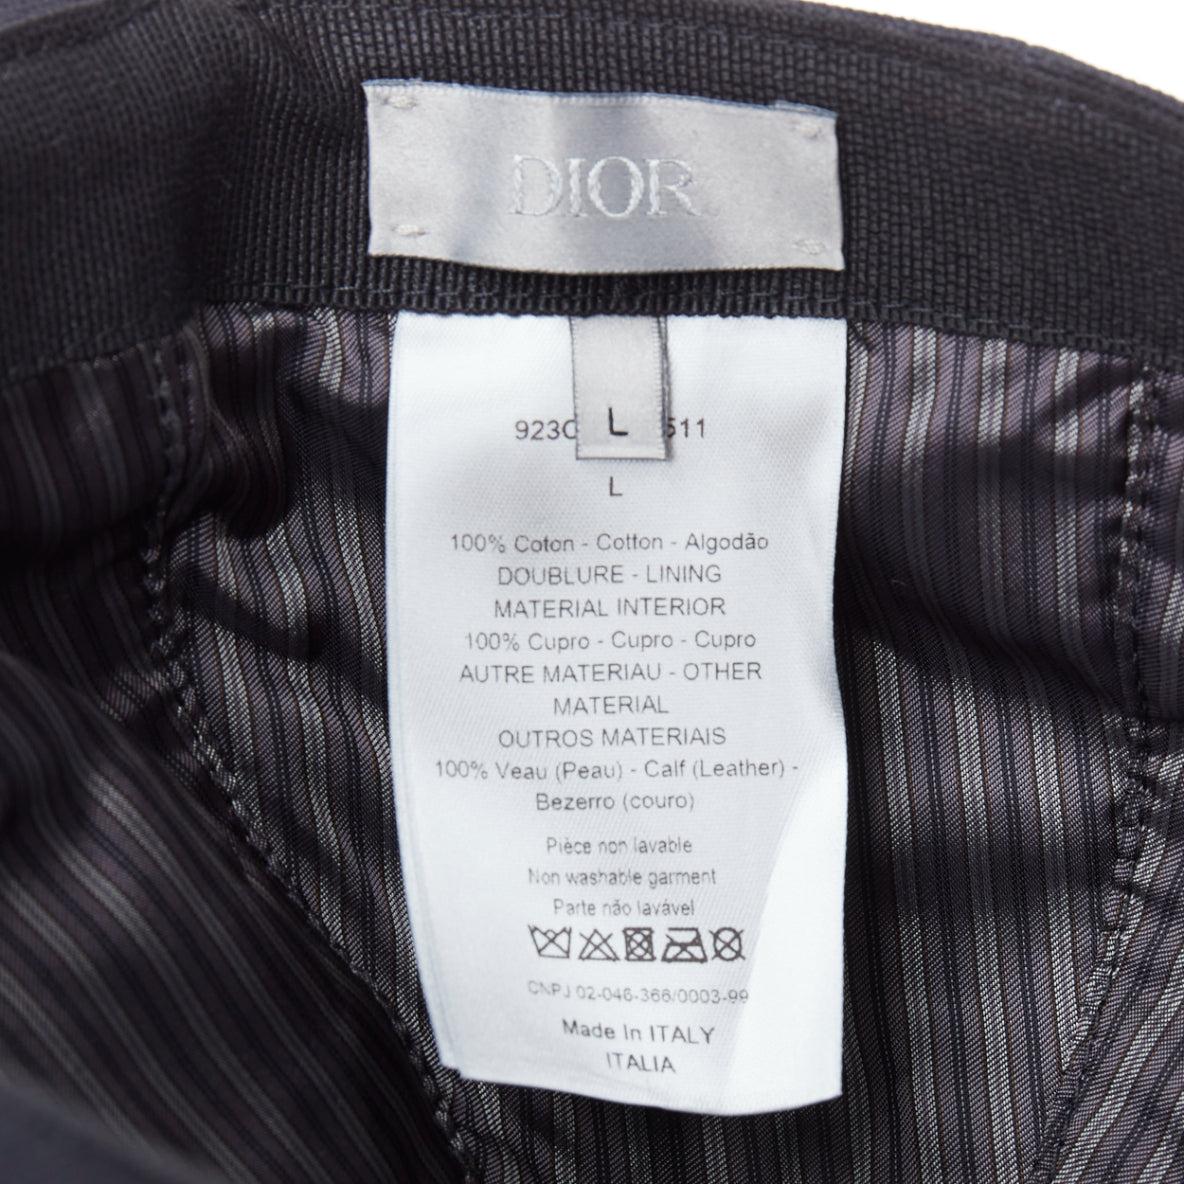 DIOR
L
L
100% Coton - Cotton - Algodão
DOUBLURE - LINING
MATERIAL INTERIOR
100% Cupro - Cupro - Cupro
AUTRE MATERIAU - OTHER
MATERIAL
OUTROS MATERIAIS
100% Veau (Peau) - Calf (Leather) -
Bezerro (couro)
Pièce non lavable
Non washable garment
Parte não lavável
CNPJ 02-046-366/0003-99
Made In ITALY
ITALIA